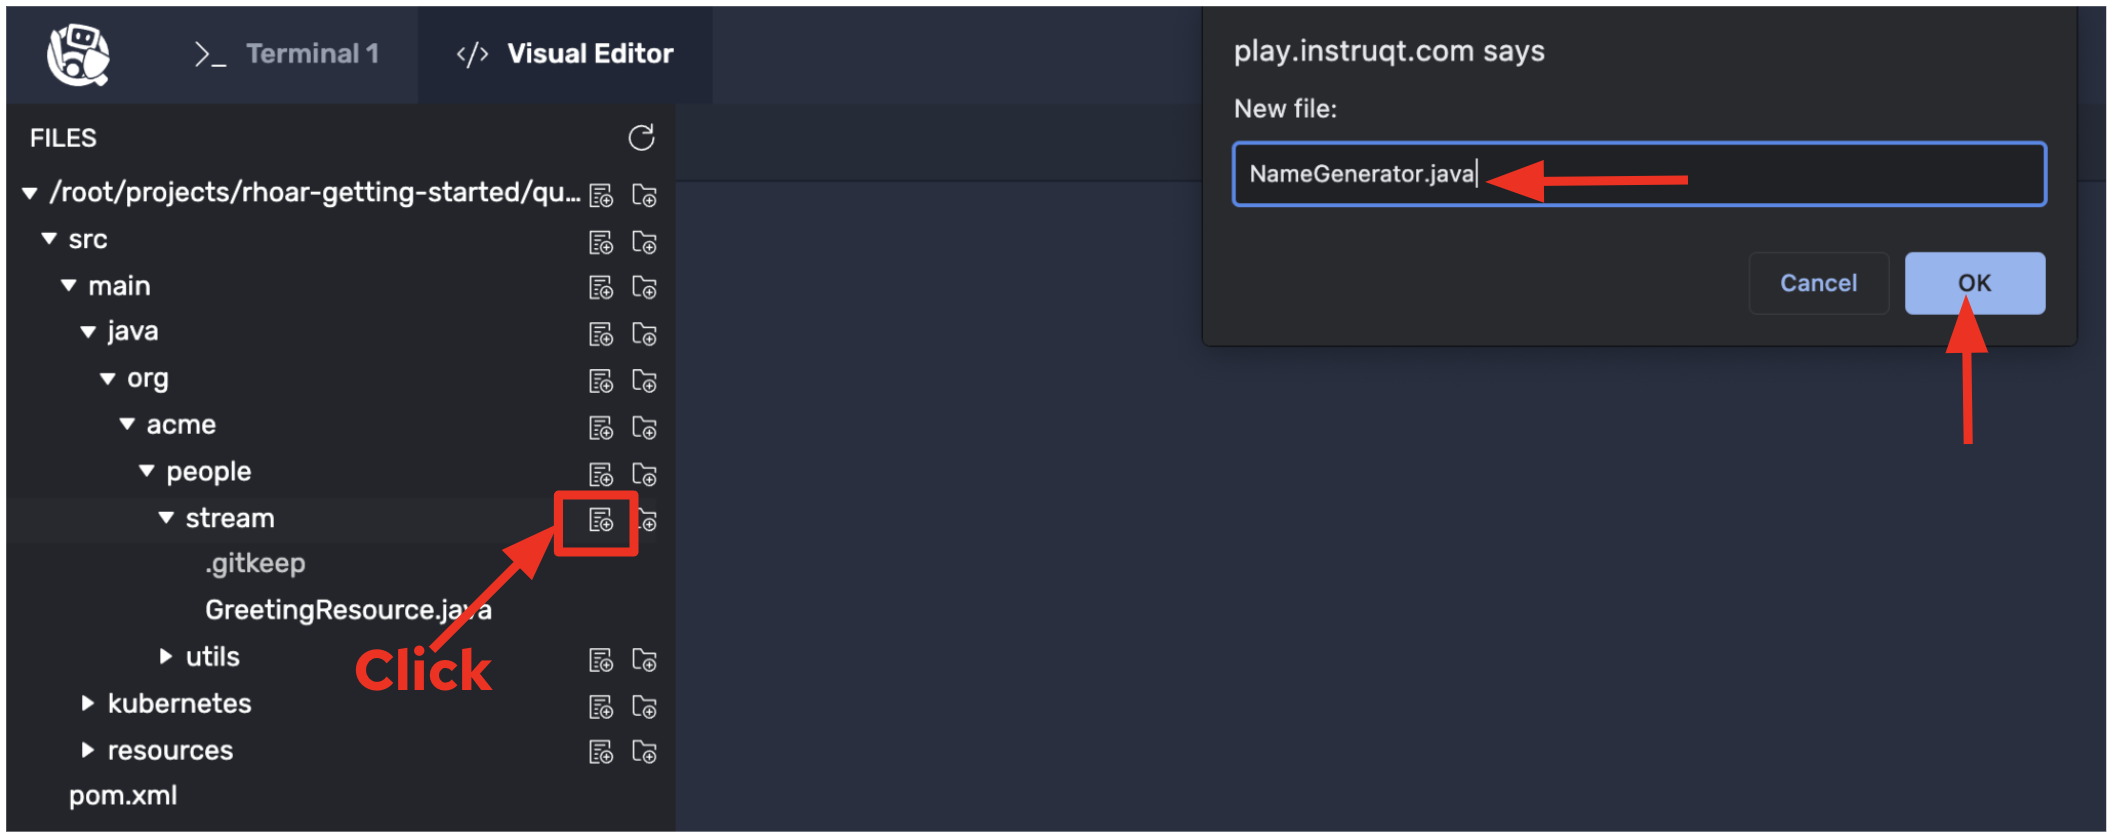 Terminal 1
Visual Editor
FILES
/root/projects/rhoar-getting-started/qu...
src
main
java
org
acme
people
stream
.gitkeep
GreetingResource.java
utils
kubernetes
resources
pom.xml
Click
play.instruqt.com says
New file:
NameGenerator.java
Cancel
OK